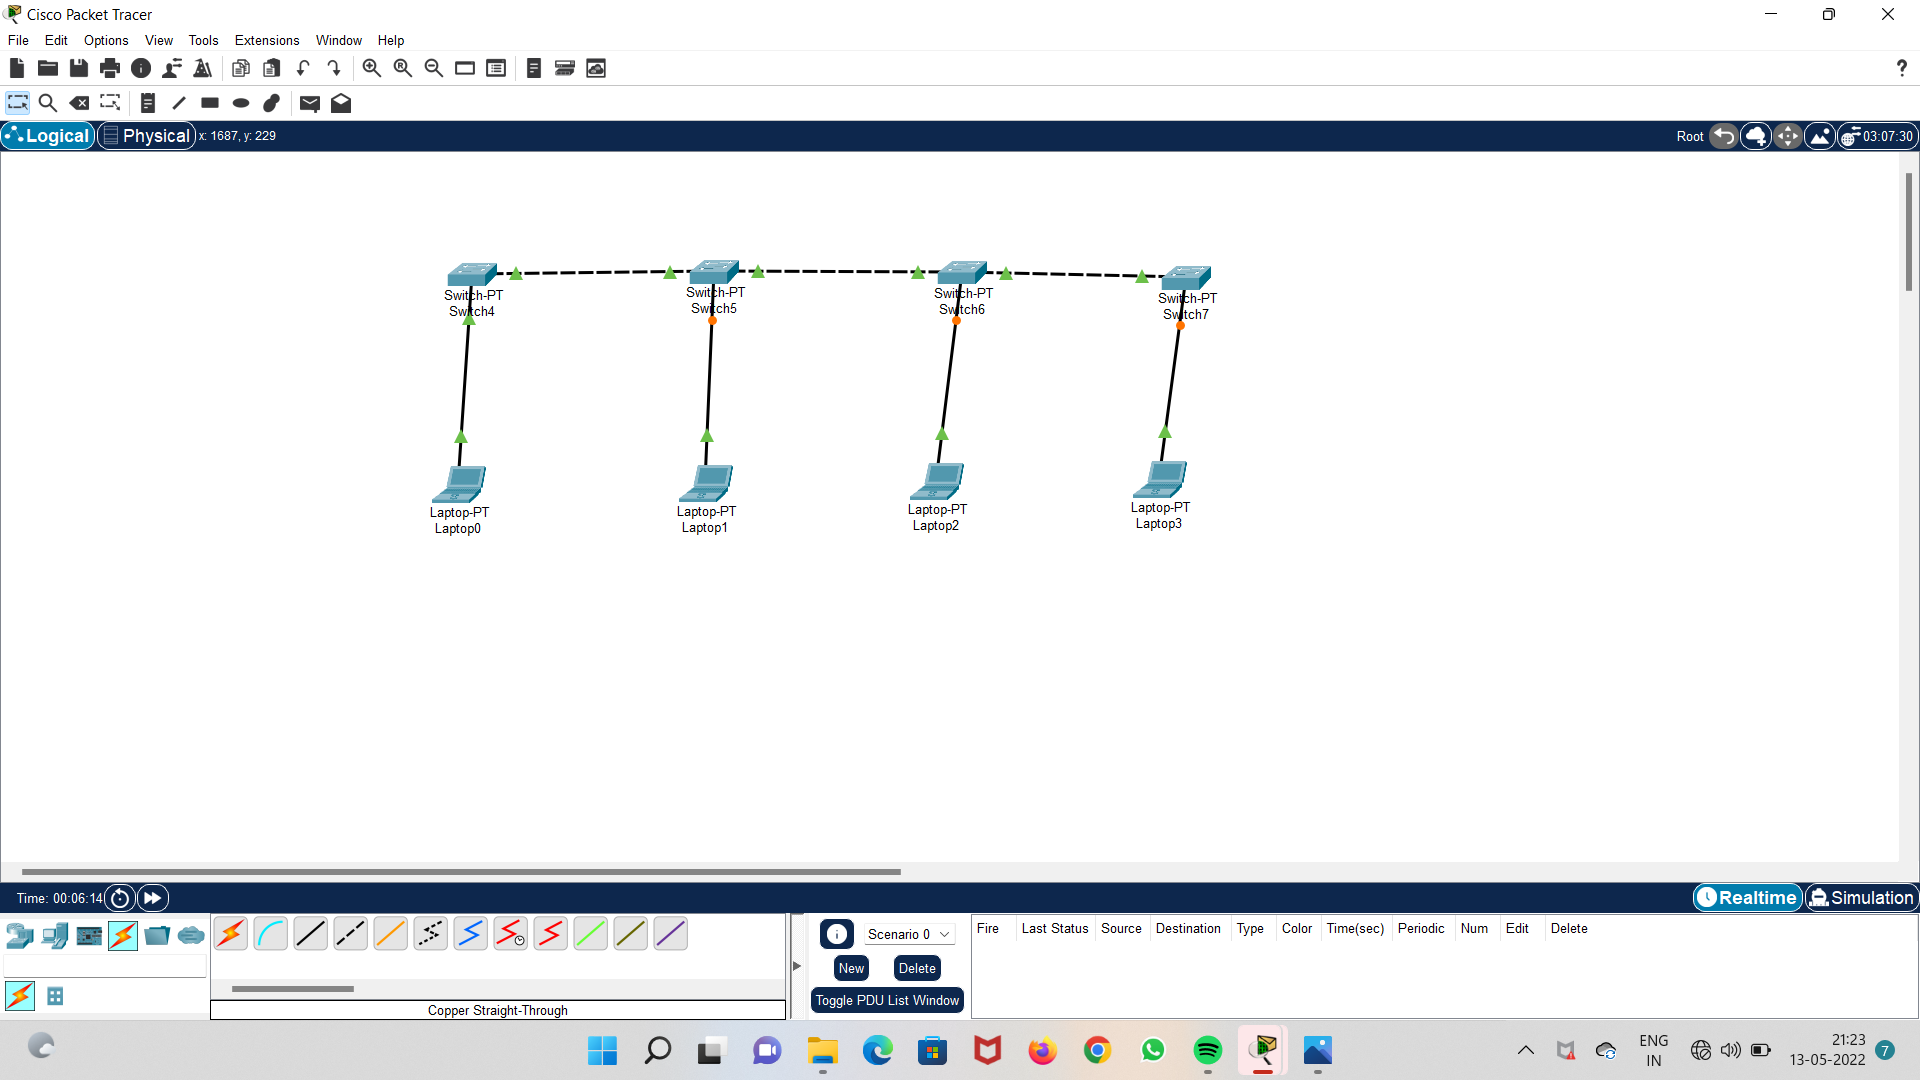 Cisco Packet Tracer
File Edit Options View Tools Extensions Window Help
?
Logical Physical x: 1687, y: 229 Root 03:07:30
Switch-PT
Switch4
Switch-PT
Switch5
Switch-PT
Switch6
Switch-PT
Switch7
Laptop-PT
Laptop0
Laptop-PT
Laptop1
Laptop-PT
Laptop2
Laptop-PT
Laptop3
Time: 00:06:14 Realtime Simulation
Scenario 0
New Delete
Toggle PDU List Window
Fire Last Status Source Destination Type Color Time(sec) Periodic Num Edit Delete
Copper Straight-Through
ENG
IN
21:23
13-05-2022
7